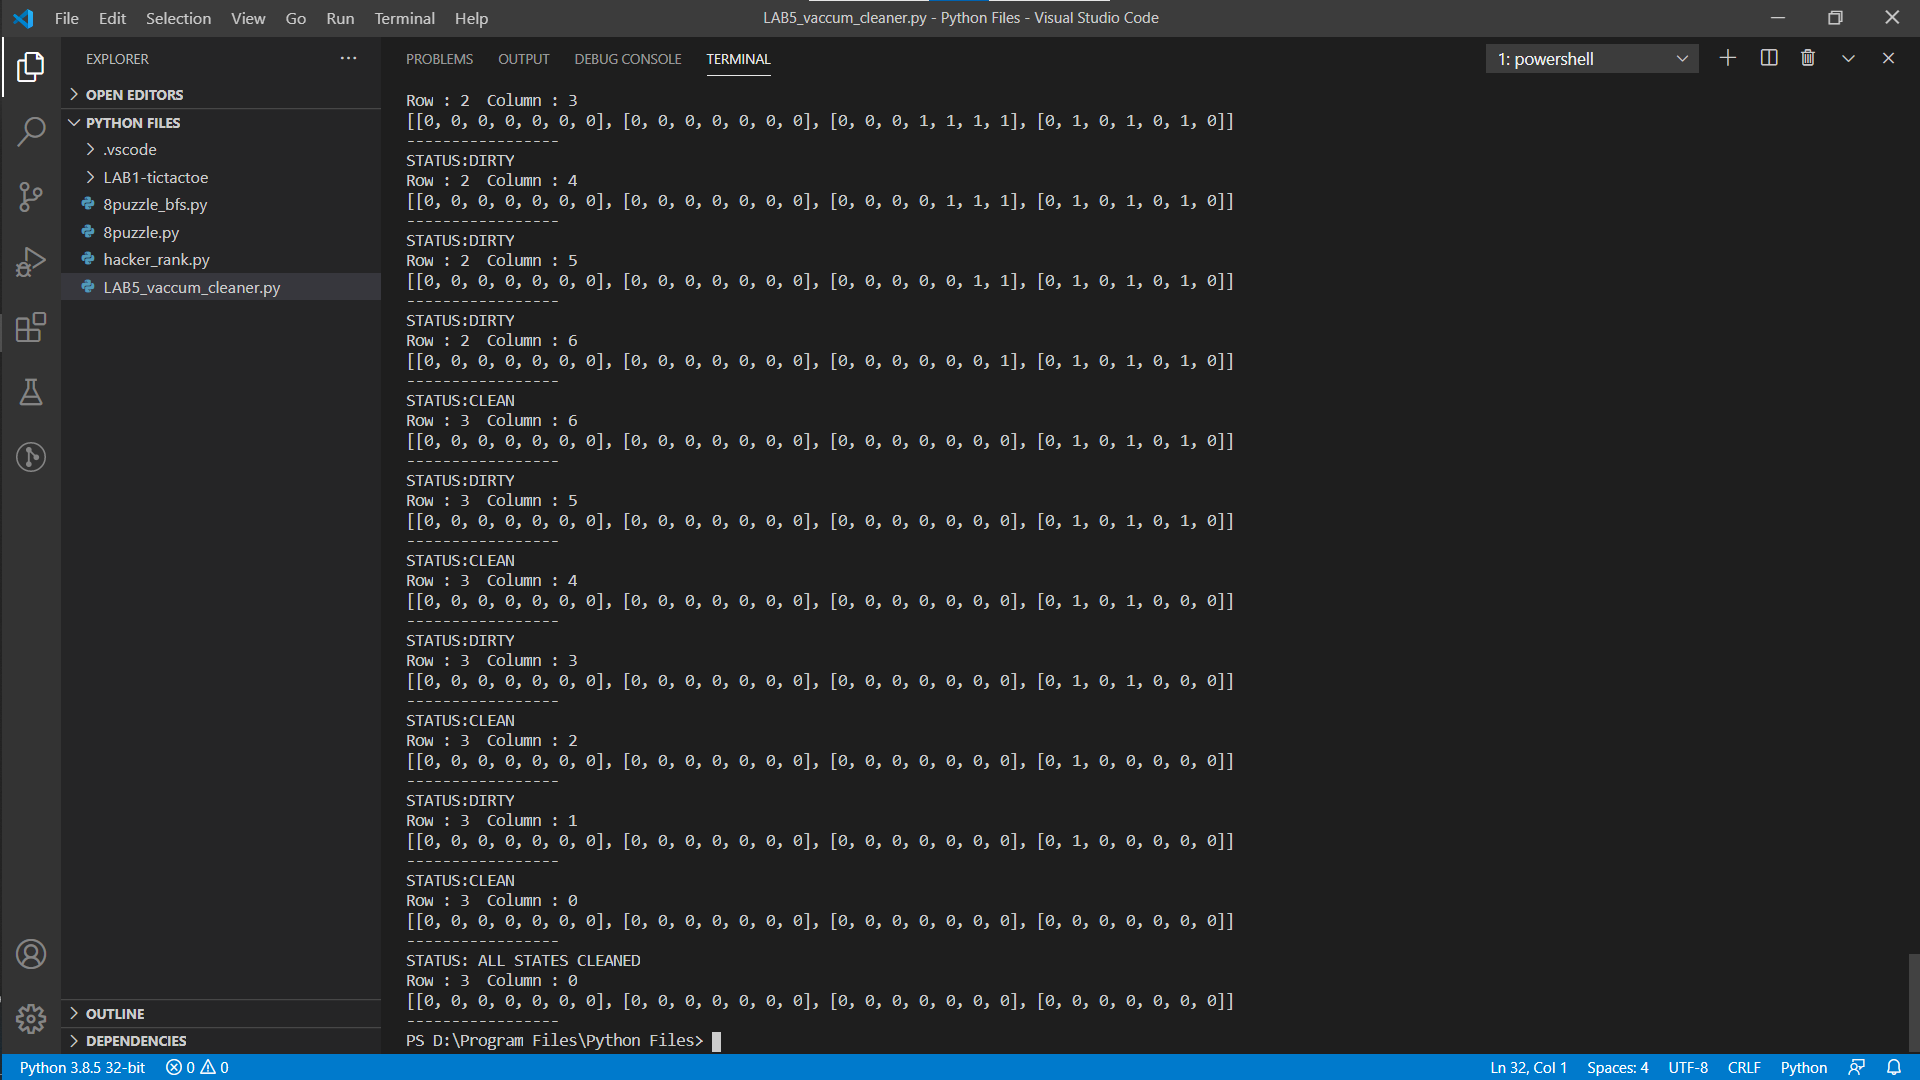 File Edit Selection View Go Run Terminal Help
LAB5_vaccum_cleaner.py - Python Files - Visual Studio Code
EXPLORER
OPEN EDITORS
PYTHON FILES
.vscode
LAB1-tictactoe
8puzzle_bfs.py
8puzzle.py
hacker_rank.py
LAB5_vaccum_cleaner.py
OUTLINE
DEPENDENCIES
PROBLEMS OUTPUT DEBUG CONSOLE TERMINAL
1: powershell
Row : 2  Column : 3
[[0, 0, 0, 0, 0, 0, 0], [0, 0, 0, 0, 0, 0, 0], [0, 0, 0, 1, 1, 1, 1], [0, 1, 0, 1, 0, 1, 0]]
-----------------
STATUS:DIRTY
Row : 2  Column : 4
[[0, 0, 0, 0, 0, 0, 0], [0, 0, 0, 0, 0, 0, 0], [0, 0, 0, 0, 1, 1, 1], [0, 1, 0, 1, 0, 1, 0]]
-----------------
STATUS:DIRTY
Row : 2  Column : 5
[[0, 0, 0, 0, 0, 0, 0], [0, 0, 0, 0, 0, 0, 0], [0, 0, 0, 0, 0, 1, 1], [0, 1, 0, 1, 0, 1, 0]]
-----------------
STATUS:DIRTY
Row : 2  Column : 6
[[0, 0, 0, 0, 0, 0, 0], [0, 0, 0, 0, 0, 0, 0], [0, 0, 0, 0, 0, 0, 1], [0, 1, 0, 1, 0, 1, 0]]
-----------------
STATUS:CLEAN
Row : 3  Column : 6
[[0, 0, 0, 0, 0, 0, 0], [0, 0, 0, 0, 0, 0, 0], [0, 0, 0, 0, 0, 0, 0], [0, 1, 0, 1, 0, 1, 0]]
-----------------
STATUS:DIRTY
Row : 3  Column : 5
[[0, 0, 0, 0, 0, 0, 0], [0, 0, 0, 0, 0, 0, 0], [0, 0, 0, 0, 0, 0, 0], [0, 1, 0, 1, 0, 1, 0]]
-----------------
STATUS:CLEAN
Row : 3  Column : 4
[[0, 0, 0, 0, 0, 0, 0], [0, 0, 0, 0, 0, 0, 0], [0, 0, 0, 0, 0, 0, 0], [0, 1, 0, 1, 0, 0, 0]]
-----------------
STATUS:DIRTY
Row : 3  Column : 3
[[0, 0, 0, 0, 0, 0, 0], [0, 0, 0, 0, 0, 0, 0], [0, 0, 0, 0, 0, 0, 0], [0, 1, 0, 1, 0, 0, 0]]
-----------------
STATUS:CLEAN
Row : 3  Column : 2
[[0, 0, 0, 0, 0, 0, 0], [0, 0, 0, 0, 0, 0, 0], [0, 0, 0, 0, 0, 0, 0], [0, 1, 0, 0, 0, 0, 0]]
-----------------
STATUS:DIRTY
Row : 3  Column : 1
[[0, 0, 0, 0, 0, 0, 0], [0, 0, 0, 0, 0, 0, 0], [0, 0, 0, 0, 0, 0, 0], [0, 1, 0, 0, 0, 0, 0]]
-----------------
STATUS:CLEAN
Row : 3  Column : 0
[[0, 0, 0, 0, 0, 0, 0], [0, 0, 0, 0, 0, 0, 0], [0, 0, 0, 0, 0, 0, 0], [0, 0, 0, 0, 0, 0, 0]]
-----------------
STATUS: ALL STATES CLEANED
Row : 3  Column : 0
[[0, 0, 0, 0, 0, 0, 0], [0, 0, 0, 0, 0, 0, 0], [0, 0, 0, 0, 0, 0, 0], [0, 0, 0, 0, 0, 0, 0]]
-----------------
PS D:\Program Files\Python Files>
Python 3.8.5 32-bit 0 0 Ln 32, Col 1 Spaces: 4 UTF-8 CRLF Python